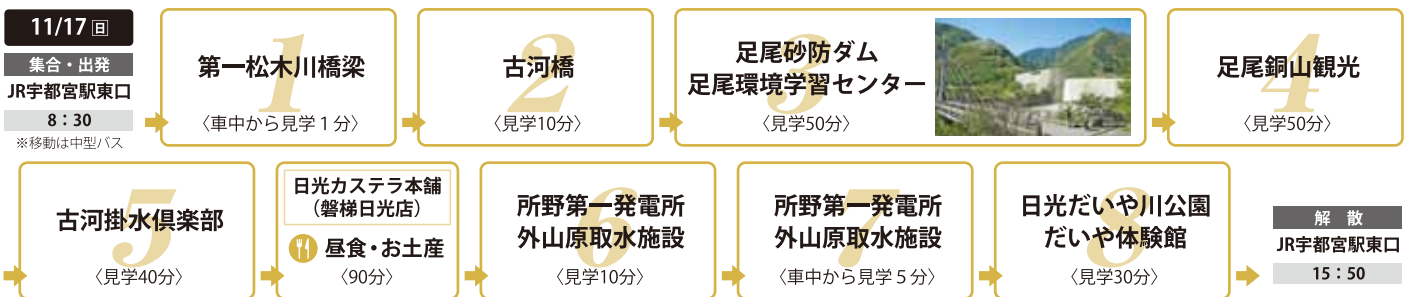 11/17 日
集合・出発
JR宇都宮駅東口
8：30
※移動は中型バス
1
第一松木川橋梁
〈車中から見学１分〉
2
古河橋
〈見学10分〉
3
足尾砂防ダム
足尾環境学習センター
〈見学50分〉
4
足尾銅山観光
〈見学50分〉
5
古河掛水倶楽部
〈見学40分〉
日光カステラ本舗
（磐梯日光店）
昼食・お土産
〈90分〉
6
所野第一発電所
外山原取水施設
〈見学10分〉
7
所野第一発電所
外山原取水施設
〈車中から見学５分〉
8
日光だいや川公園
だいや体験館
〈見学30分〉
解　散
JR宇都宮駅東口
15：50